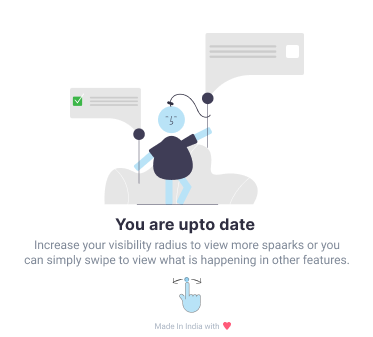 You are upto date
Increase your visibility radius to view more spaarks or you
can simply swipe to view what is happening in other features.
Made In India with